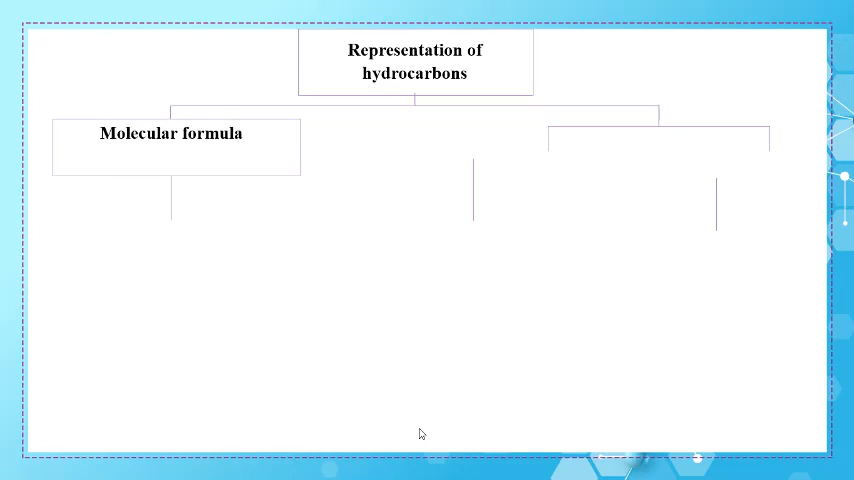 Representation of
hydrocarbons
Molecular formula